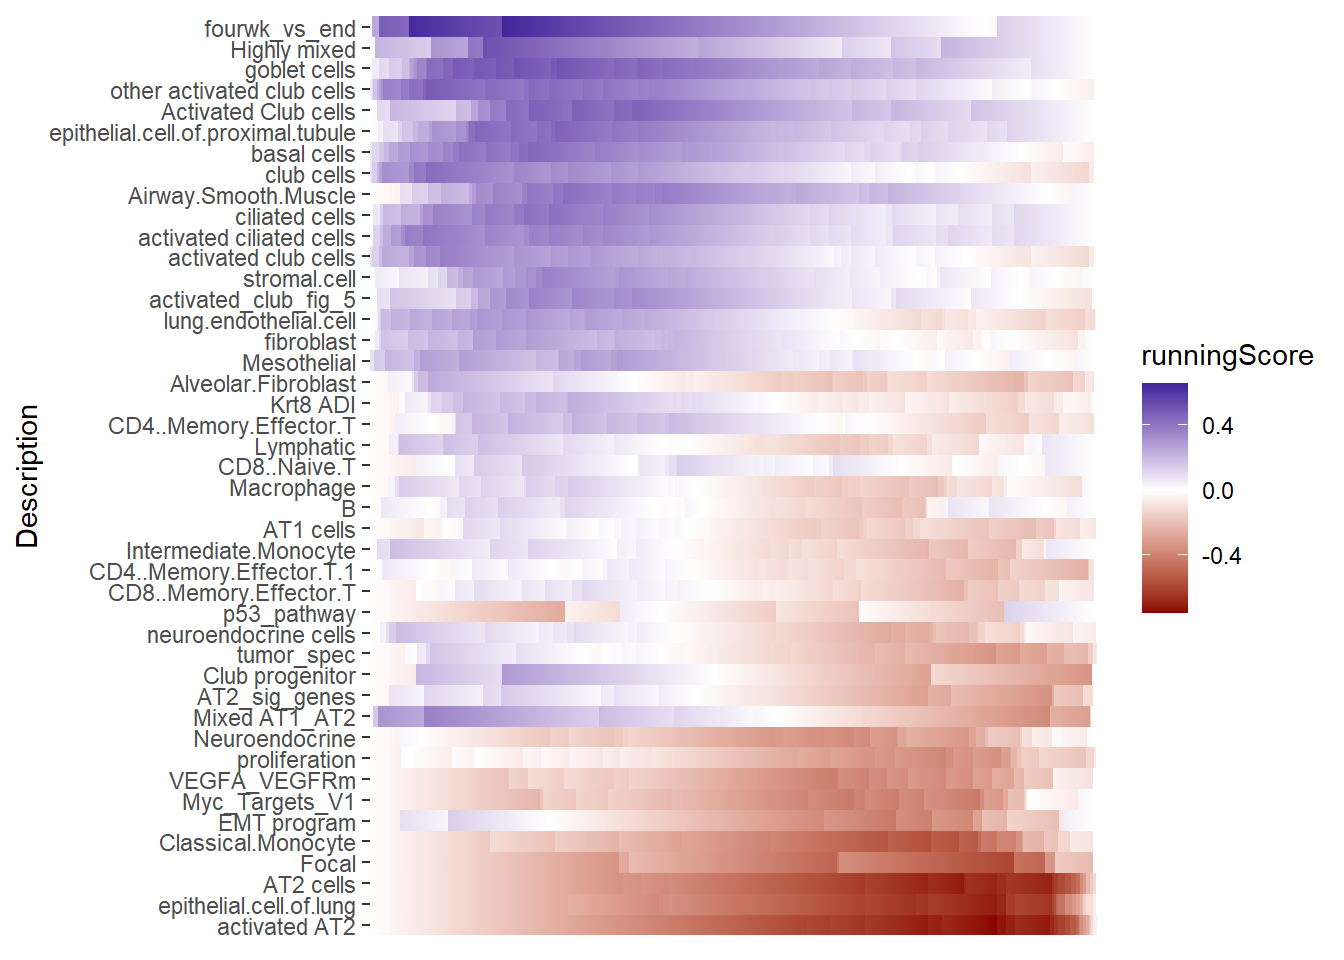 fourwk_vs_end
Highly mixed
goblet cells
other activated club cells
Activated Club cells
epithelial.cell.of.proximal.tubule
basal cells
club cells
Airway.Smooth.Muscle
ciliated cells
activated ciliated cells
activated club cells
stromal.cell
activated_club_fig_5
lung.endothelial.cell
fibroblast
Mesothelial
Alveolar.Fibroblast
Krt8 ADI
CD4..Memory.Effector.T
Lymphatic
CD8..Naive.T
Macrophage
B
AT1 cells
Intermediate.Monocyte
CD4..Memory.Effector.T.1
CD8..Memory.Effector.T
p53_pathway
neuroendocrine cells
tumor_spec
Club progenitor
AT2_sig_genes
Mixed AT1_AT2
Neuroendocrine
proliferation
VEGFA_VEGFRm
Myc_Targets_V1
EMT program
Classical.Monocyte
Focal
AT2 cells
epithelial.cell.of.lung
activated AT2
Description
runningScore
0.4
0.0
-0.4